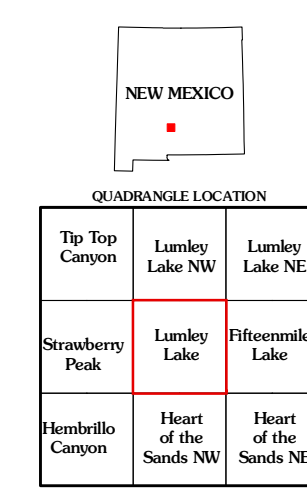 NEW MEXICO
QUADRANGLE LOCATION
Tip Top
Canyon
Lumley
Lake NW
Lumley
Lake NE
Strawberry
Peak
Lumley
Lake
Fifteenmile
Lake
Hembrillo
Canyon
Heart
of the
Sands NW
Heart
of the
Sands NE